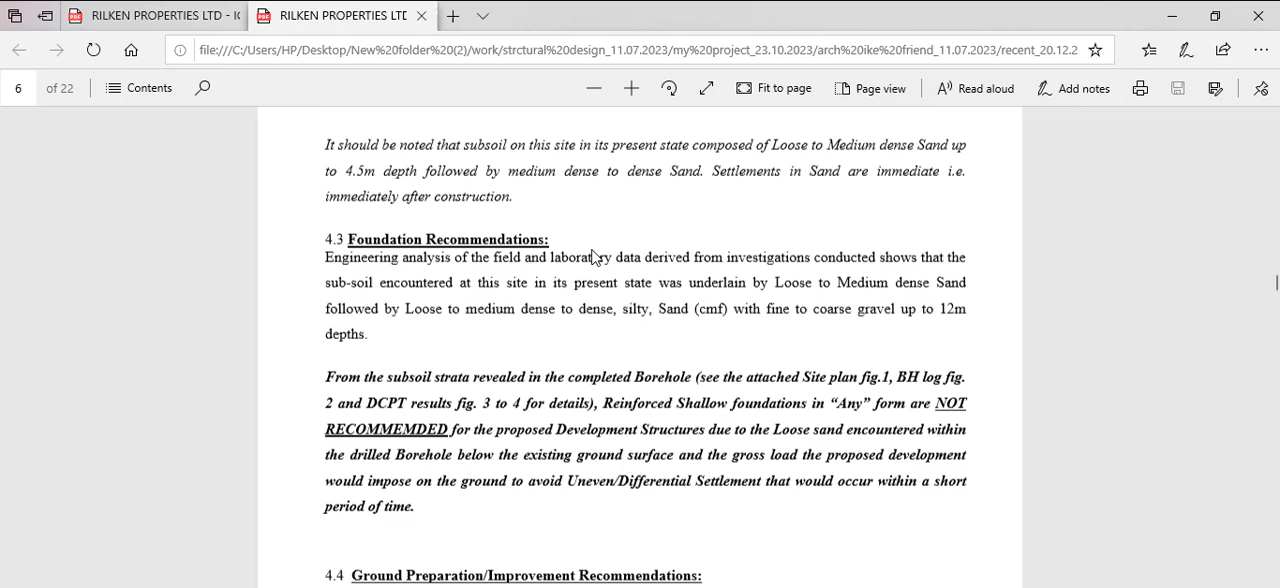 RILKEN PROPERTIES LTD - I
RILKEN PROPERTIES LTD
file:///C:/Users/HP/Desktop/New%20folder%20(2)/work/strctural%20design_11.07.2023/my%20project_23.10.2023/arch%20ike%20friend_11.07.2023/recent_20.12.2
6 of 22 Contents Fit to page Page view Read aloud Add notes
It should be noted that subsoil on this site in its present state composed of Loose to Medium dense Sand up
to 4.5m depth followed by medium dense to dense Sand. Settlements in Sand are immediate i.e.
immediately after construction.
4.3 Foundation Recommendations:
Engineering analysis of the field and laboratory data derived from investigations conducted shows that the
sub-soil encountered at this site in its present state was underlain by Loose to Medium dense Sand
followed by Loose to medium dense to dense, silty, Sand (cmf) with fine to coarse gravel up to 12m
depths.
From the subsoil strata revealed in the completed Borehole (see the attached Site plan fig.1, BH log fig.
2 and DCPT results fig. 3 to 4 for details), Reinforced Shallow foundations in “Any” form are NOT
RECOMMEMDED for the proposed Development Structures due to the Loose sand encountered within
the drilled Borehole below the existing ground surface and the gross load the proposed development
would impose on the ground to avoid Uneven/Differential Settlement that would occur within a short
period of time.
4.4 Ground Preparation/Improvement Recommendations: